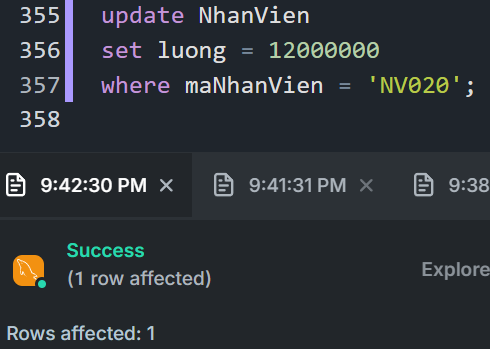 355 update NhanVien
356 set luong = 12000000
357 where maNhanVien = 'NV020';
358
9:42:30 PM 9:41:31 PM 9:38
Success
(1 row affected) Explore
Rows affected: 1